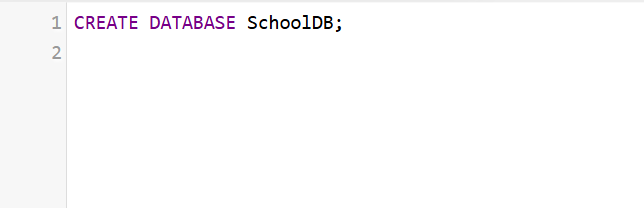 1 CREATE DATABASE SchoolDB;
2